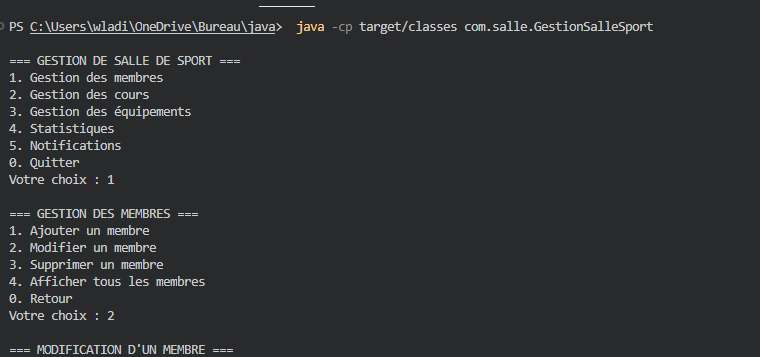 PS C:\Users\wladi\OneDrive\Bureau\java> java -cp target/classes com.salle.GestionSalleSport
=== GESTION DE SALLE DE SPORT ===
1. Gestion des membres
2. Gestion des cours
3. Gestion des équipements
4. Statistiques
5. Notifications
0. Quitter
Votre choix : 1
=== GESTION DES MEMBRES ===
1. Ajouter un membre
2. Modifier un membre
3. Supprimer un membre
4. Afficher tous les membres
0. Retour
Votre choix : 2
=== MODIFICATION D'UN MEMBRE ===